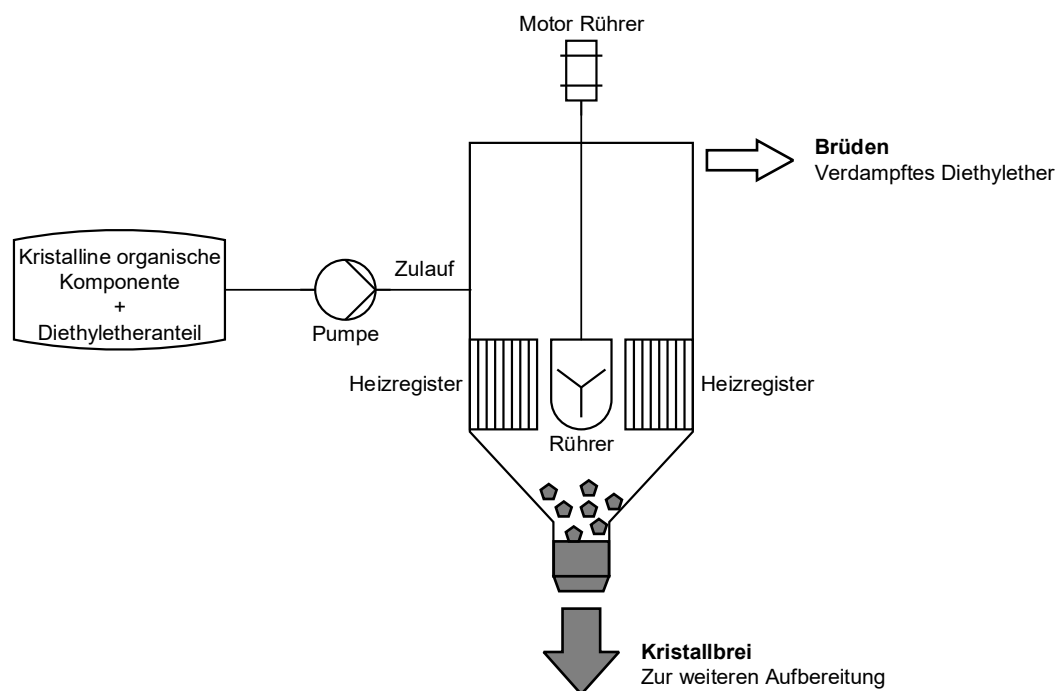 Motor Rührer
Brüden
Verdampftes Diethylether
Kristalline organische
Komponente
+
Diethyletheranteil
Zulauf
Pumpe
Heizregister
Heizregister
Rührer
Kristallbrei
Zur weiteren Aufbereitung